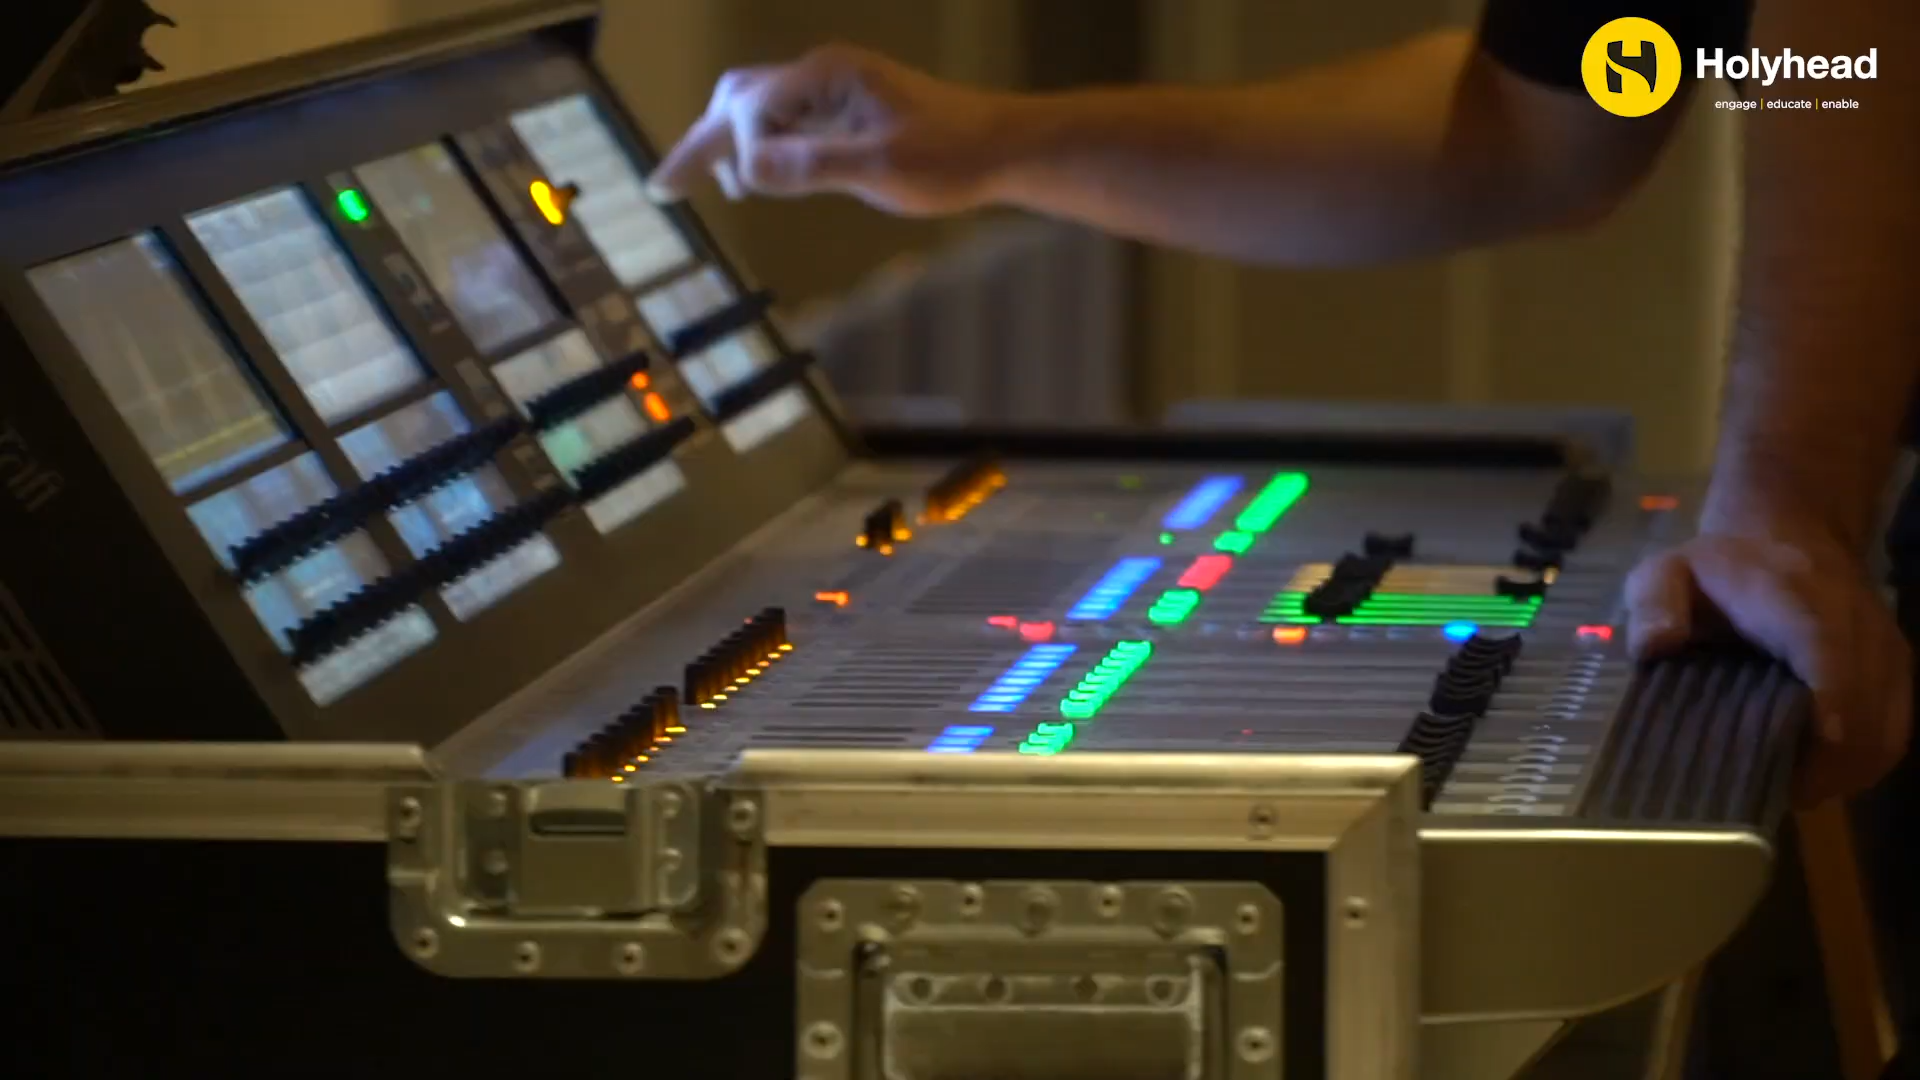 Holyhead
engage | educate | enable